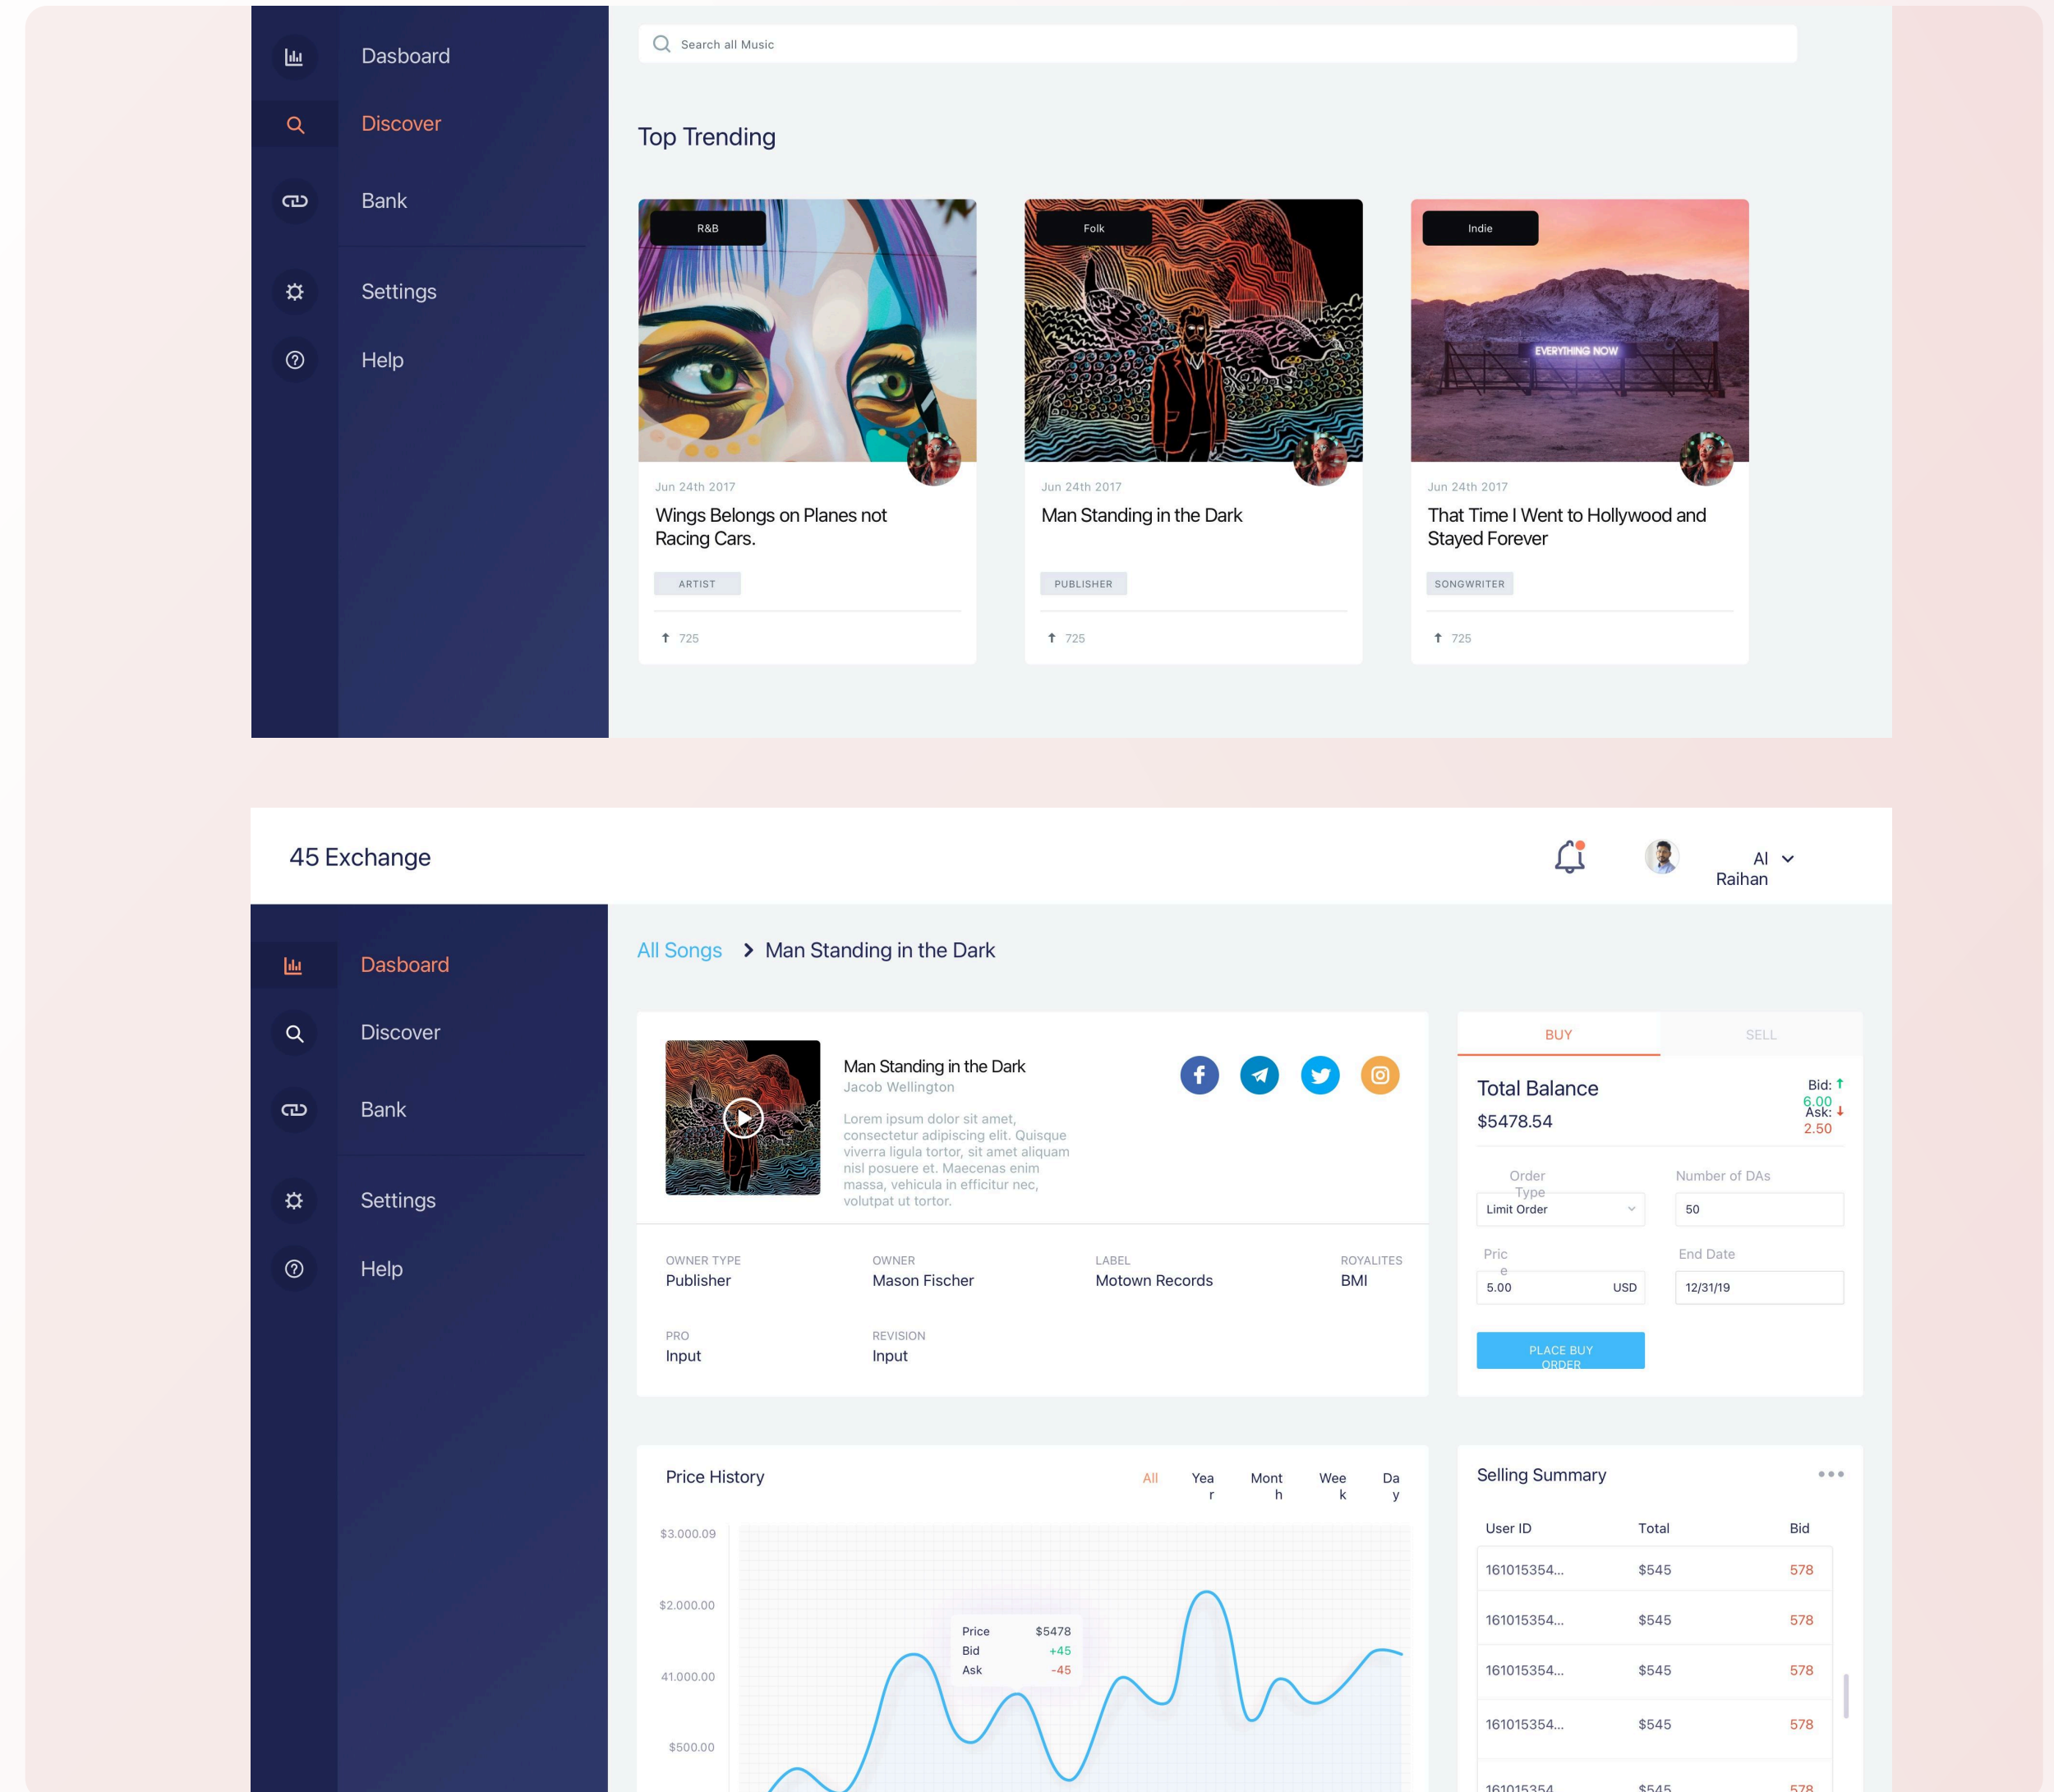 Dasboard
Discover
Bank
Settings
Help
Search all Music
Top Trending
R&B
Jun 24th 2017
Wings Belongs on Planes not
Racing Cars.
ARTIST
725
Folk
Jun 24th 2017
Man Standing in the Dark
PUBLISHER
725
Indie
EVERYTHING NOW
Jun 24th 2017
That Time I Went to Hollywood and
Stayed Forever
SONGWRITER
725
45 Exchange
Al
Raihan
Dasboard
Discover
Bank
Settings
Help
All Songs > Man Standing in the Dark
Man Standing in the Dark
Jacob Wellington
Lorem ipsum dolor sit amet,
consectetur adipiscing elit. Quisque
viverra ligula tortor, sit amet aliquam
nisl posuere et. Maecenas enim
massa, vehicula in efficitur nec,
volutpat ut tortor.
OWNER TYPE
Publisher
OWNER
Mason Fischer
LABEL
Motown Records
ROYALITES
BMI
PRO
Input
REVISION
Input
BUY
SELL
Total Balance
$5478.54
Bid:
6.00
Ask:
2.50
Order
Type
Limit Order
Number of DAs
50
Pric
e
5.00 USD
End Date
12/31/19
PLACE BUY
ORDER
Price History
All
Yea
r
Mont
h
Wee
k
Da
y
$3.000.09
$2.000.00
41.000.00
$500.00
Price $5478
Bid +45
Ask -45
Selling Summary
User ID Total Bid
161015354... $545 578
161015354... $545 578
161015354... $545 578
161015354... $545 578
161015354... $545 578